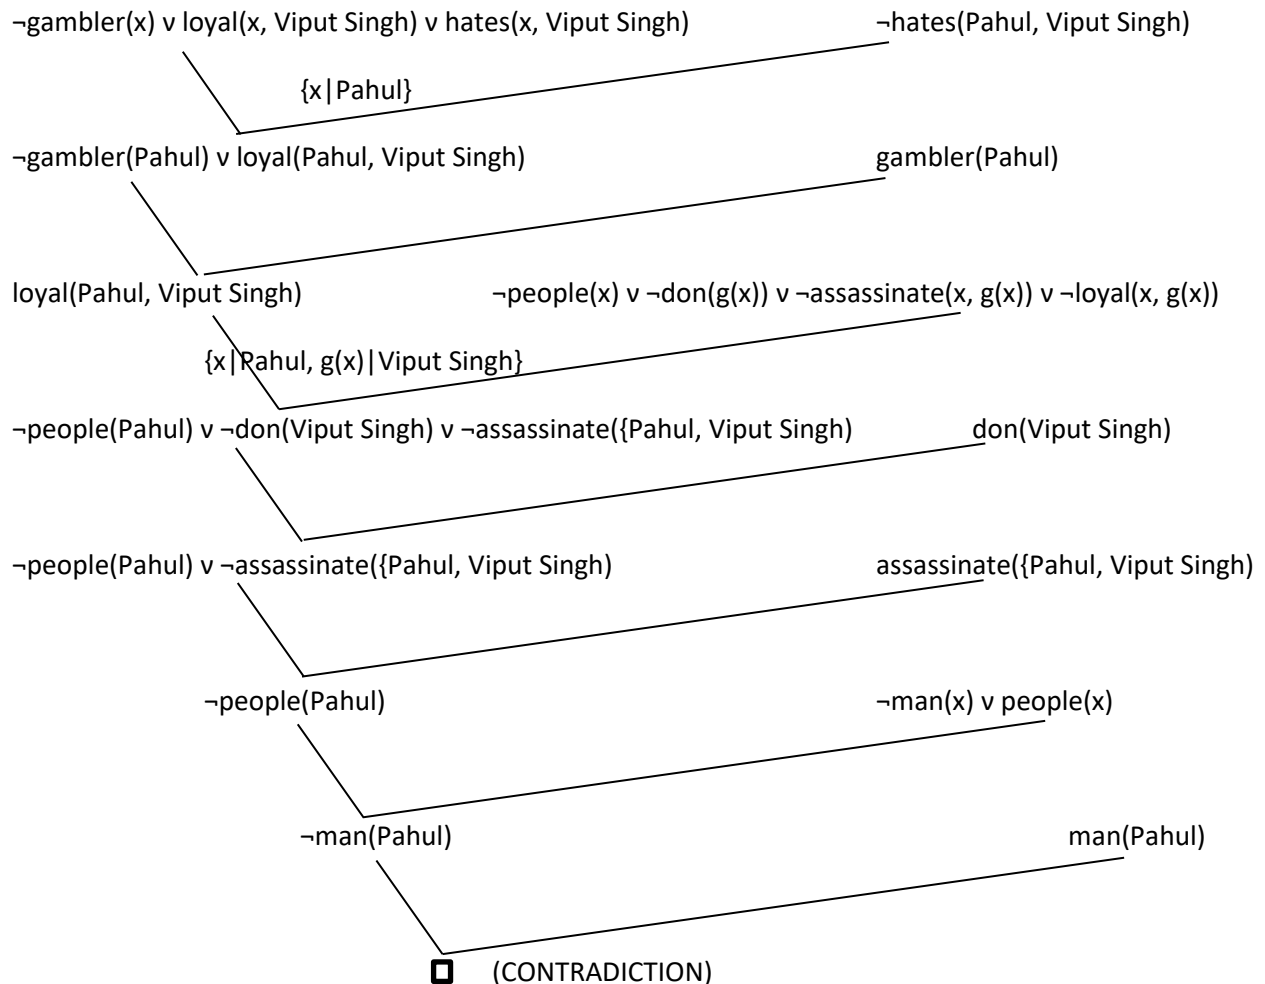 ¬gambler(x) v loyal(x, Viput Singh) v hates(x, Viput Singh) ¬hates(Pahul, Viput Singh)
{x|Pahul}
¬gambler(Pahul) v loyal(Pahul, Viput Singh) gambler(Pahul)
loyal(Pahul, Viput Singh) ¬people(x) v ¬don(g(x)) v ¬assassinate(x, g(x)) v ¬loyal(x, g(x))
{x|Pahul, g(x)|Viput Singh}
¬people(Pahul) v ¬don(Viput Singh) v ¬assassinate({Pahul, Viput Singh) don(Viput Singh)
¬people(Pahul) v ¬assassinate({Pahul, Viput Singh) assassinate({Pahul, Viput Singh)
¬people(Pahul) ¬man(x) v people(x)
¬man(Pahul) man(Pahul)
(CONTRADICTION)